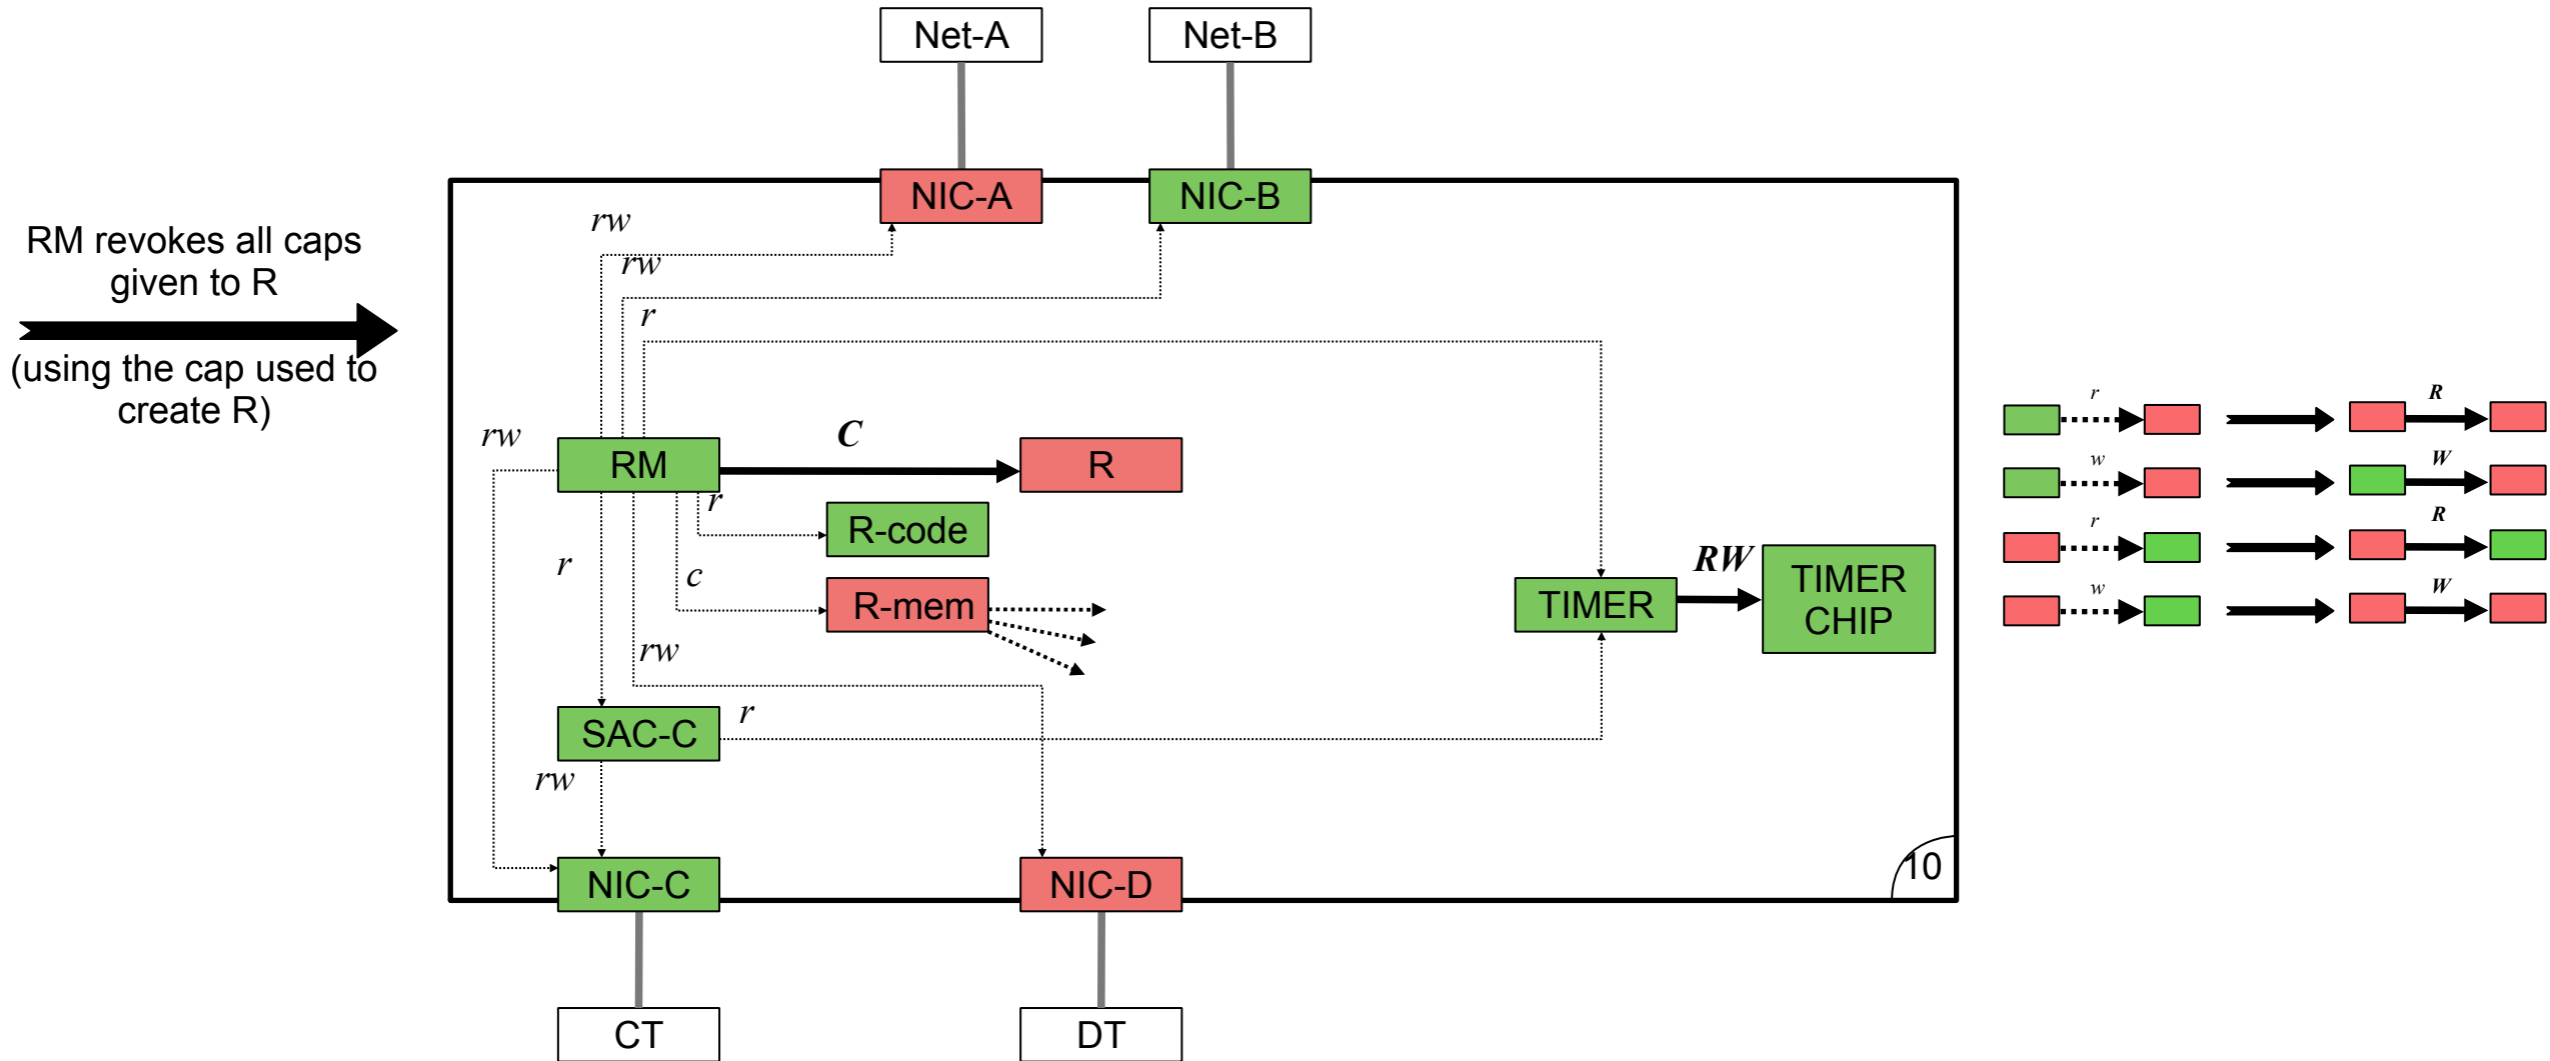 Net-A
Net-B
NIC-A
NIC-B
rw
rw
r
RM revokes all caps
given to R
(using the cap used to
create R)
rw
RM
C
R
r
R-code
r
c
R-mem
rw
TIMER
RW
TIMER
CHIP
SAC-C
r
rw
NIC-C
NIC-D
10
CT
DT
r
R
w
W
r
R
w
W